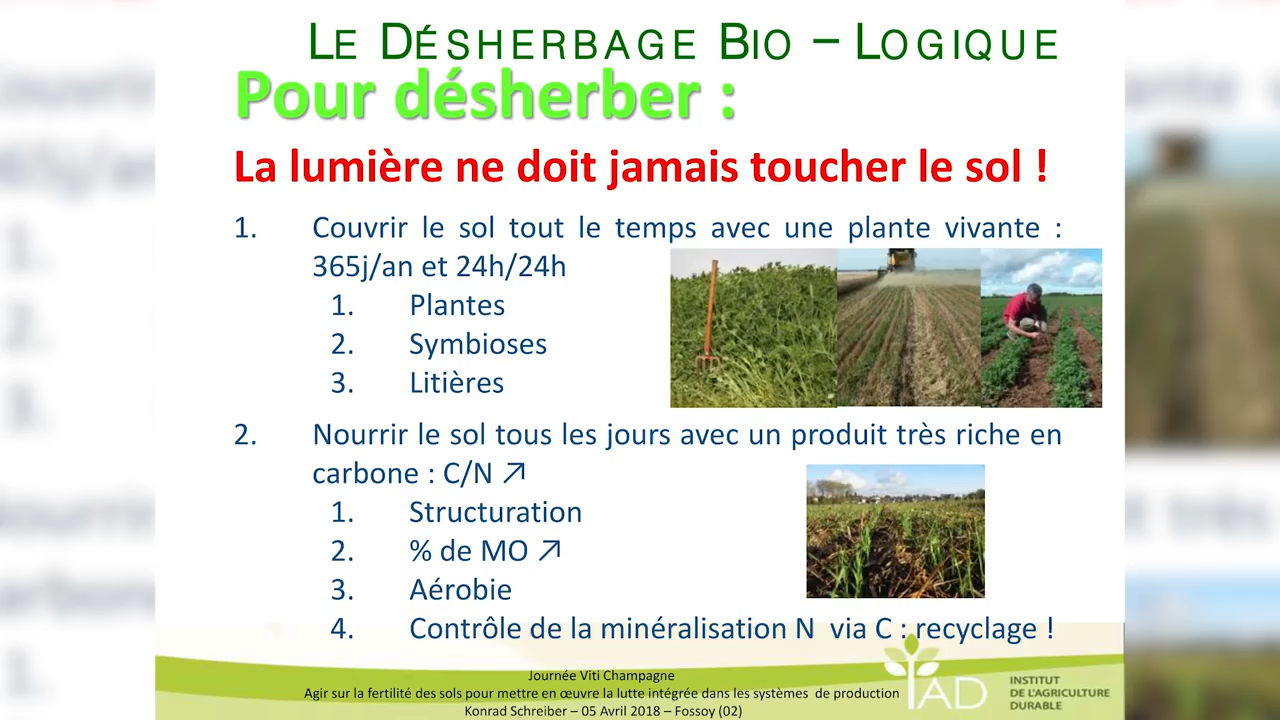 LE DÉSHERBAGE BIO – LOGIQUE
Pour désherber :
La lumière ne doit jamais toucher le sol !
1. Couvrir le sol tout le temps avec une plante vivante :
365j/an et 24h/24h
1. Plantes
2. Symbioses
3. Litières
2. Nourrir le sol tous les jours avec un produit très riche en
carbone : C/N ↗
1. Structuration
2. % de MO ↗
3. Aérobie
4. Contrôle de la minéralisation N via C : recyclage !
Journée Viti Champagne
Agir sur la fertilité des sols pour mettre en œuvre la lutte intégrée dans les systèmes de production
Konrad Schreiber – 05 Avril 2018 – Fossoy (02)
IAD
INSTITUT
DE L'AGRICULTURE
DURABLE